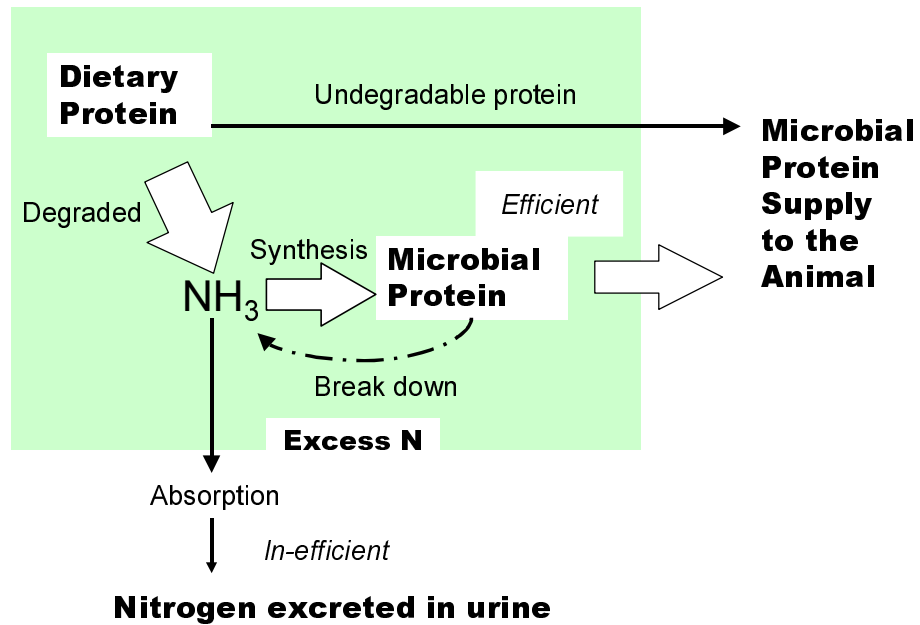 Dietary
Protein
Undegradable protein
Microbial
Protein
Supply
to the
Animal
Degraded
Efficient
Synthesis
Microbial
Protein
NH3
Break down
Excess N
Absorption
In-efficient
Nitrogen excreted in urine